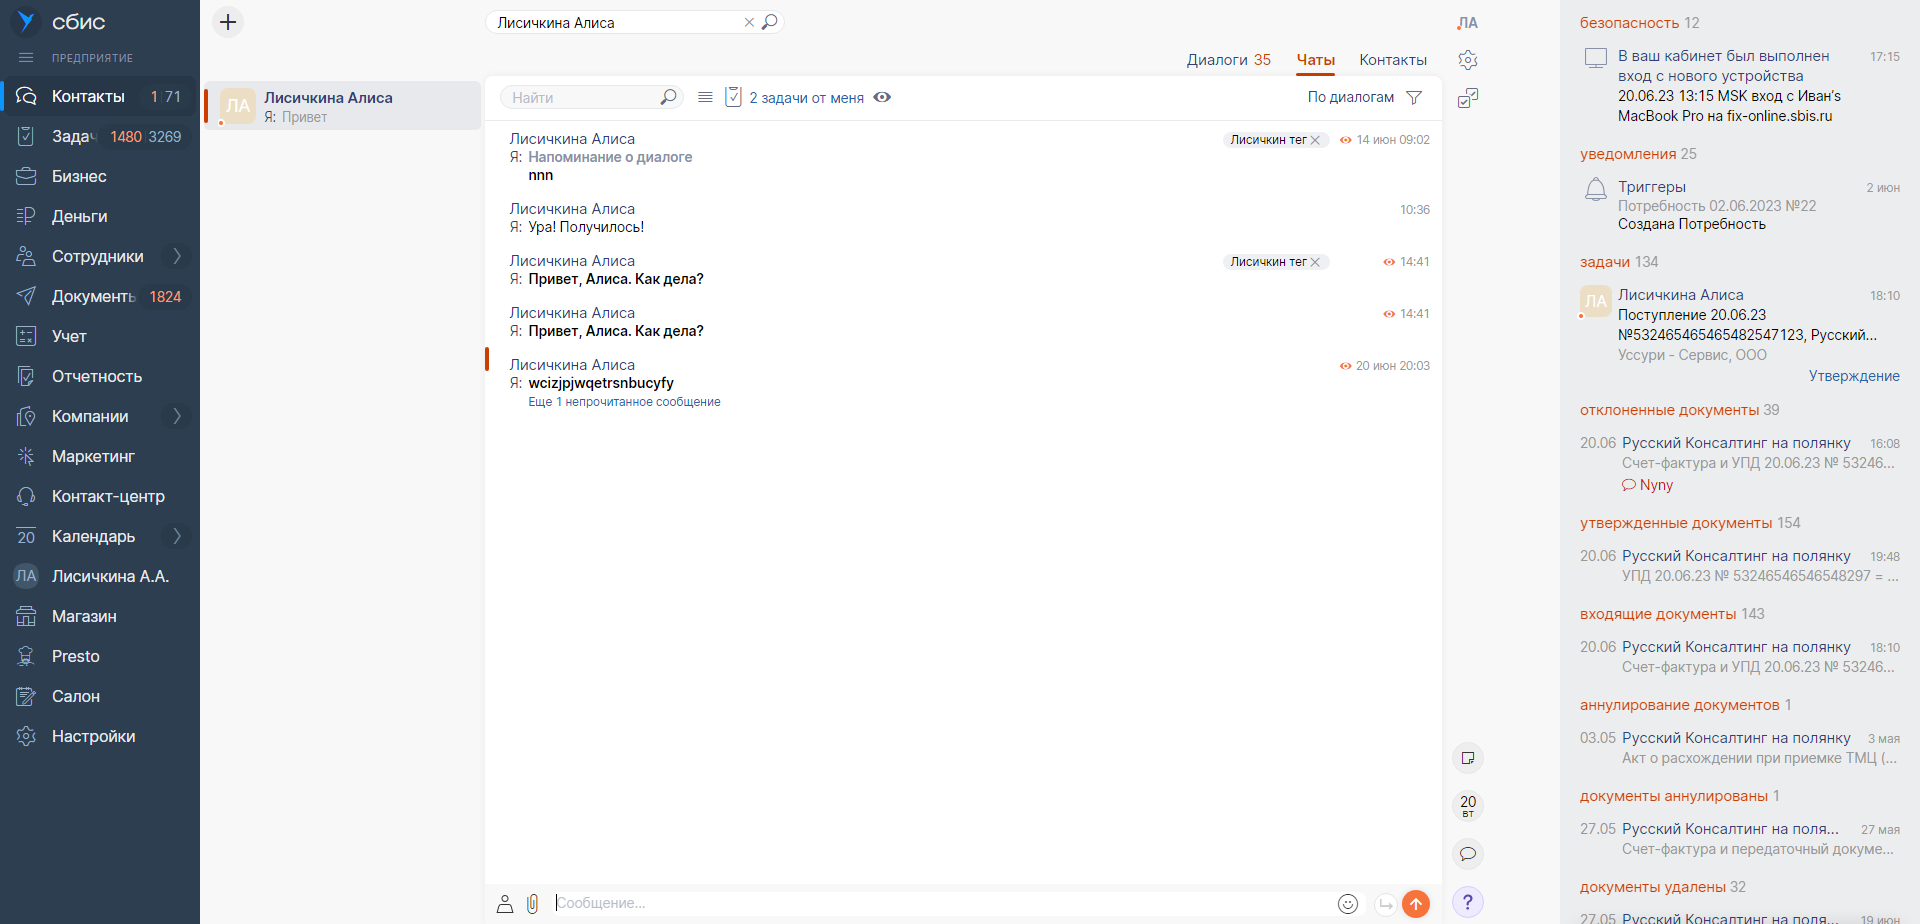 сбис
ПРЕДПРИЯТИЕ
Контакты 1 71
Задач 1480 3269
Бизнес
Деньги
Сотрудники
Документы 1824
Учет
Отчетность
Компании
Маркетинг
Контакт-центр
20 Календарь
ЛА Лисичкина А.А.
Магазин
Presto
Салон
Настройки
Лисичкина Алиса
Диалоги 35 Чаты Контакты
ЛА Лисичкина Алиса
Я: Привет
Найти 2 задачи от меня По диалогам
Лисичкина Алиса Лисичкин тег 14 июн 09:02
Я: Напоминание о диалоге
nnn
Лисичкина Алиса 10:36
Я: Ура! Получилось!
Лисичкина Алиса Лисичкин тег 14:41
Я: Привет, Алиса. Как дела?
Лисичкина Алиса 14:41
Я: Привет, Алиса. Как дела?
Лисичкина Алиса 20 июн 20:03
Я: wcizjpjwqetrsnbucyfy
Еще 1 непрочитанное сообщение
Сообщение...
ЛА
20
ВТ
?
безопасность 12
В ваш кабинет был выполнен 17:15
вход с нового устройства
20.06.23 13:15 MSK вход с Иван's
MacBook Pro на fix-online.sbis.ru
уведомления 25
Триггеры 2 июн
Потребность 02.06.2023 №22
Создана Потребность
задачи 134
ЛА Лисичкина Алиса 18:10
Поступление 20.06.23
№532465465465482547123, Русский...
Уссури - Сервис, ООО
Утверждение
отклоненные документы 39
20.06 Русский Консалтинг на полянку 16:08
Счет-фактура и УПД 20.06.23 № 53246...
Nyny
утвержденные документы 154
20.06 Русский Консалтинг на полянку 19:48
УПД 20.06.23 № 53246546546548297 = ...
входящие документы 143
20.06 Русский Консалтинг на полянку 18:10
Счет-фактура и УПД 20.06.23 № 53246...
аннулирование документов 1
03.05 Русский Консалтинг на полянку 3 мая
Акт о расхождении при приемке ТМЦ (...
документы аннулированы 1
27.05 Русский Консалтинг на поля... 27 мая
Счет-фактура и передаточный докуме...
документы удалены 32
27.05 Русский Консалтинг на поля... 19 июн